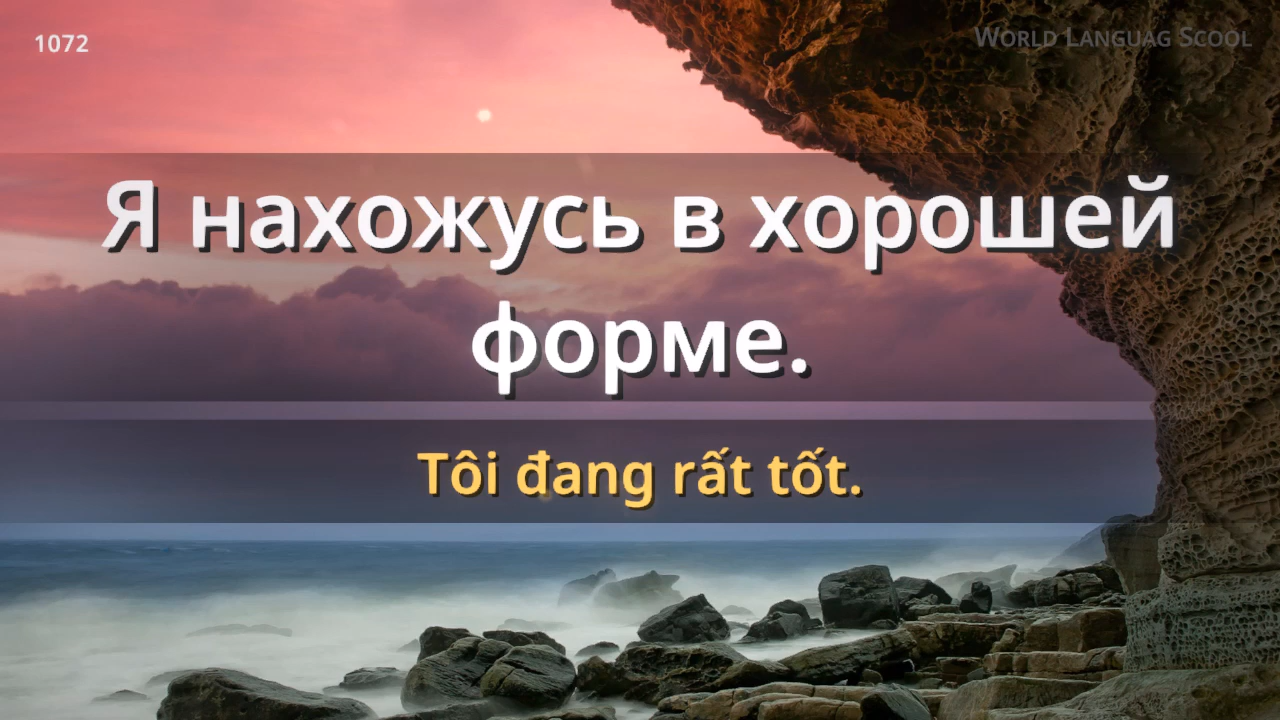 1072
World Languag Scool
Я нахожусь в хорошей
форме.
Tôi đang rất tốt.